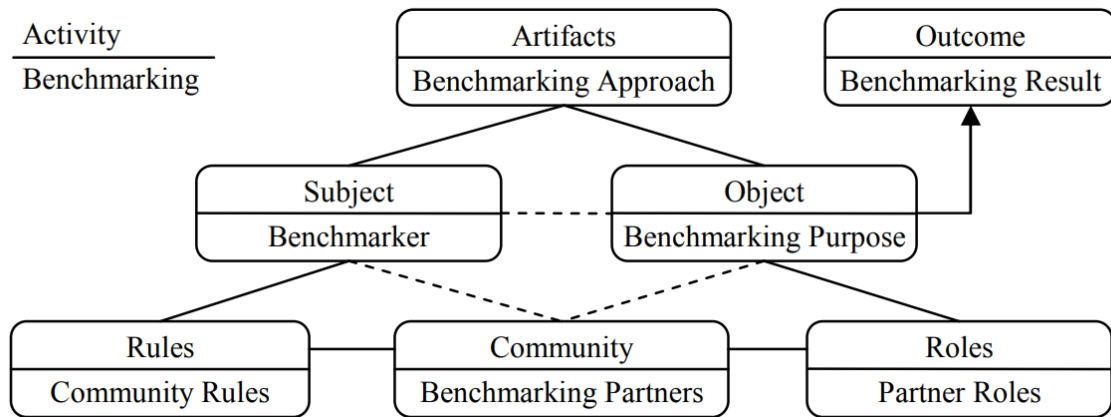 Activity
Benchmarking
Artifacts
Benchmarking Approach
Outcome
Benchmarking Result
Subject
Benchmarker
Object
Benchmarking Purpose
Rules
Community Rules
Community
Benchmarking Partners
Roles
Partner Roles